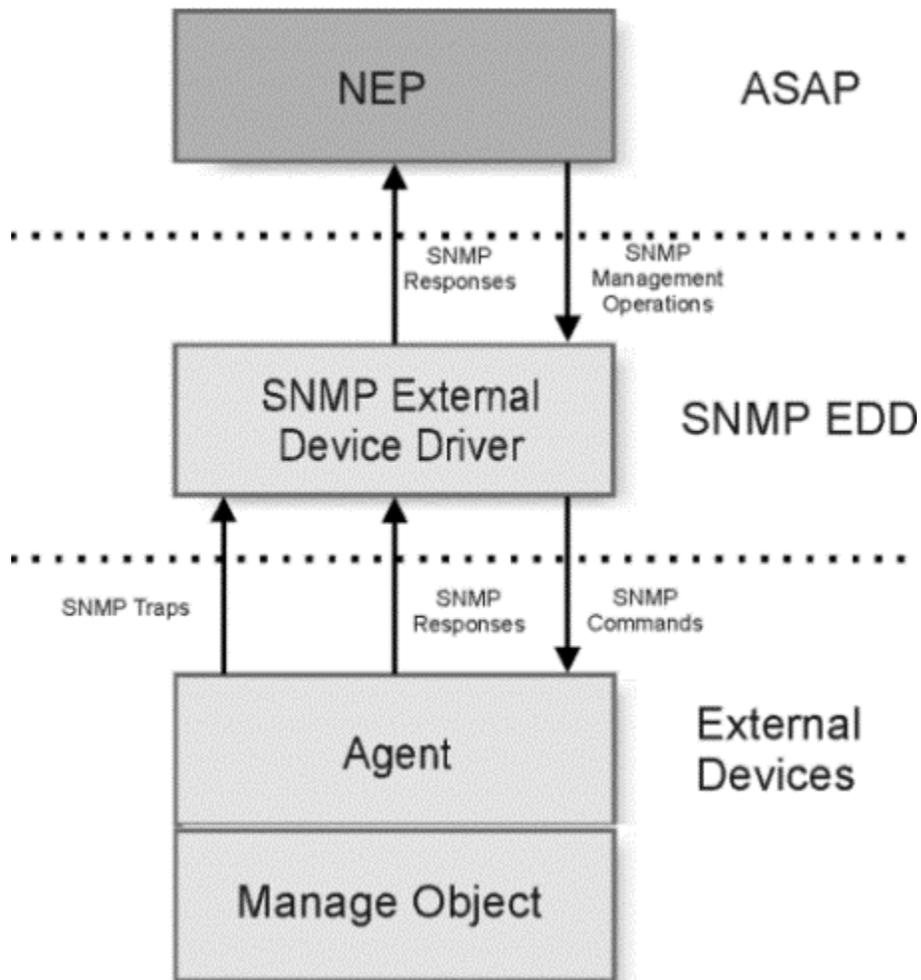 NEP
ASAP
SNMP
Responses
SNMP
Management
Operations
SNMP External
Device Driver
SNMP EDD
SNMP Traps
SNMP
Responses
SNMP
Commands
Agent
External
Devices
Manage Object